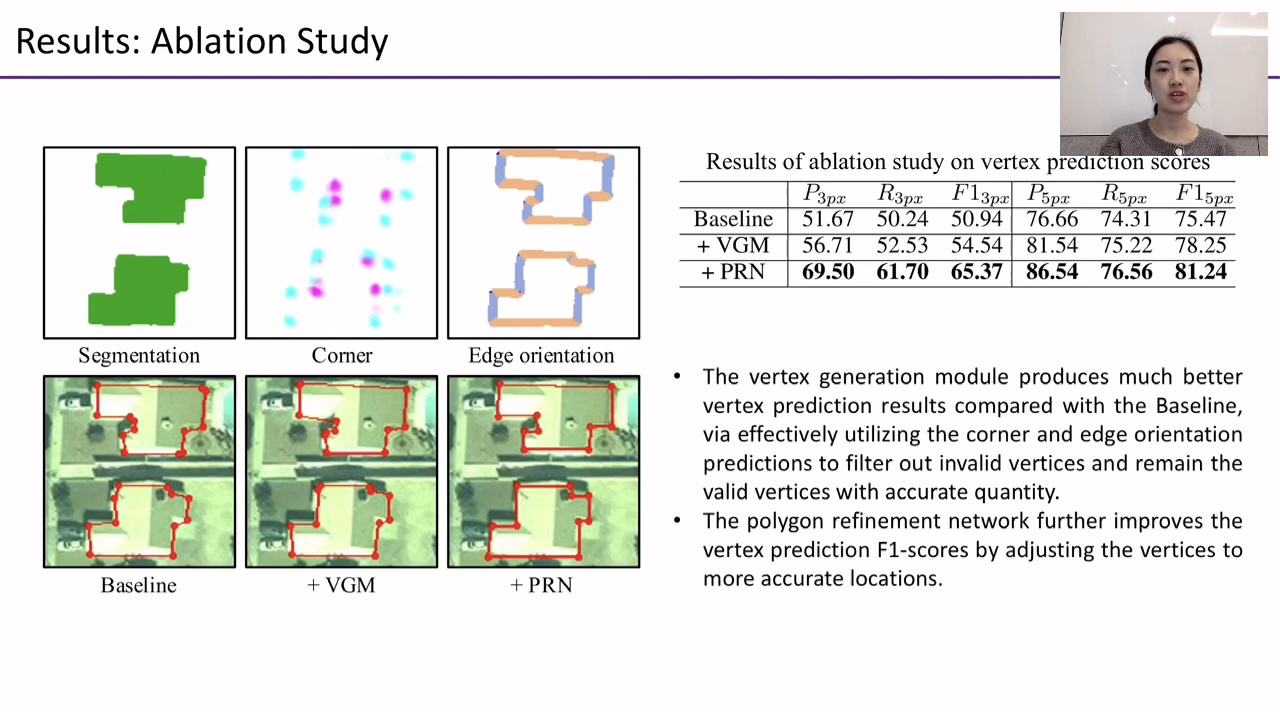 Results: Ablation Study
Segmentation Corner Edge orientation
Baseline + VGM + PRN
Results of ablation study on vertex prediction scores
P3px R3px F13px P5px R5px F15px
Baseline 51.67 50.24 50.94 76.66 74.31 75.47
+ VGM 56.71 52.53 54.54 81.54 75.22 78.25
+ PRN 69.50 61.70 65.37 86.54 76.56 81.24
• The vertex generation module produces much better
vertex prediction results compared with the Baseline,
via effectively utilizing the corner and edge orientation
predictions to filter out invalid vertices and remain the
valid vertices with accurate quantity.
• The polygon refinement network further improves the
vertex prediction F1-scores by adjusting the vertices to
more accurate locations.